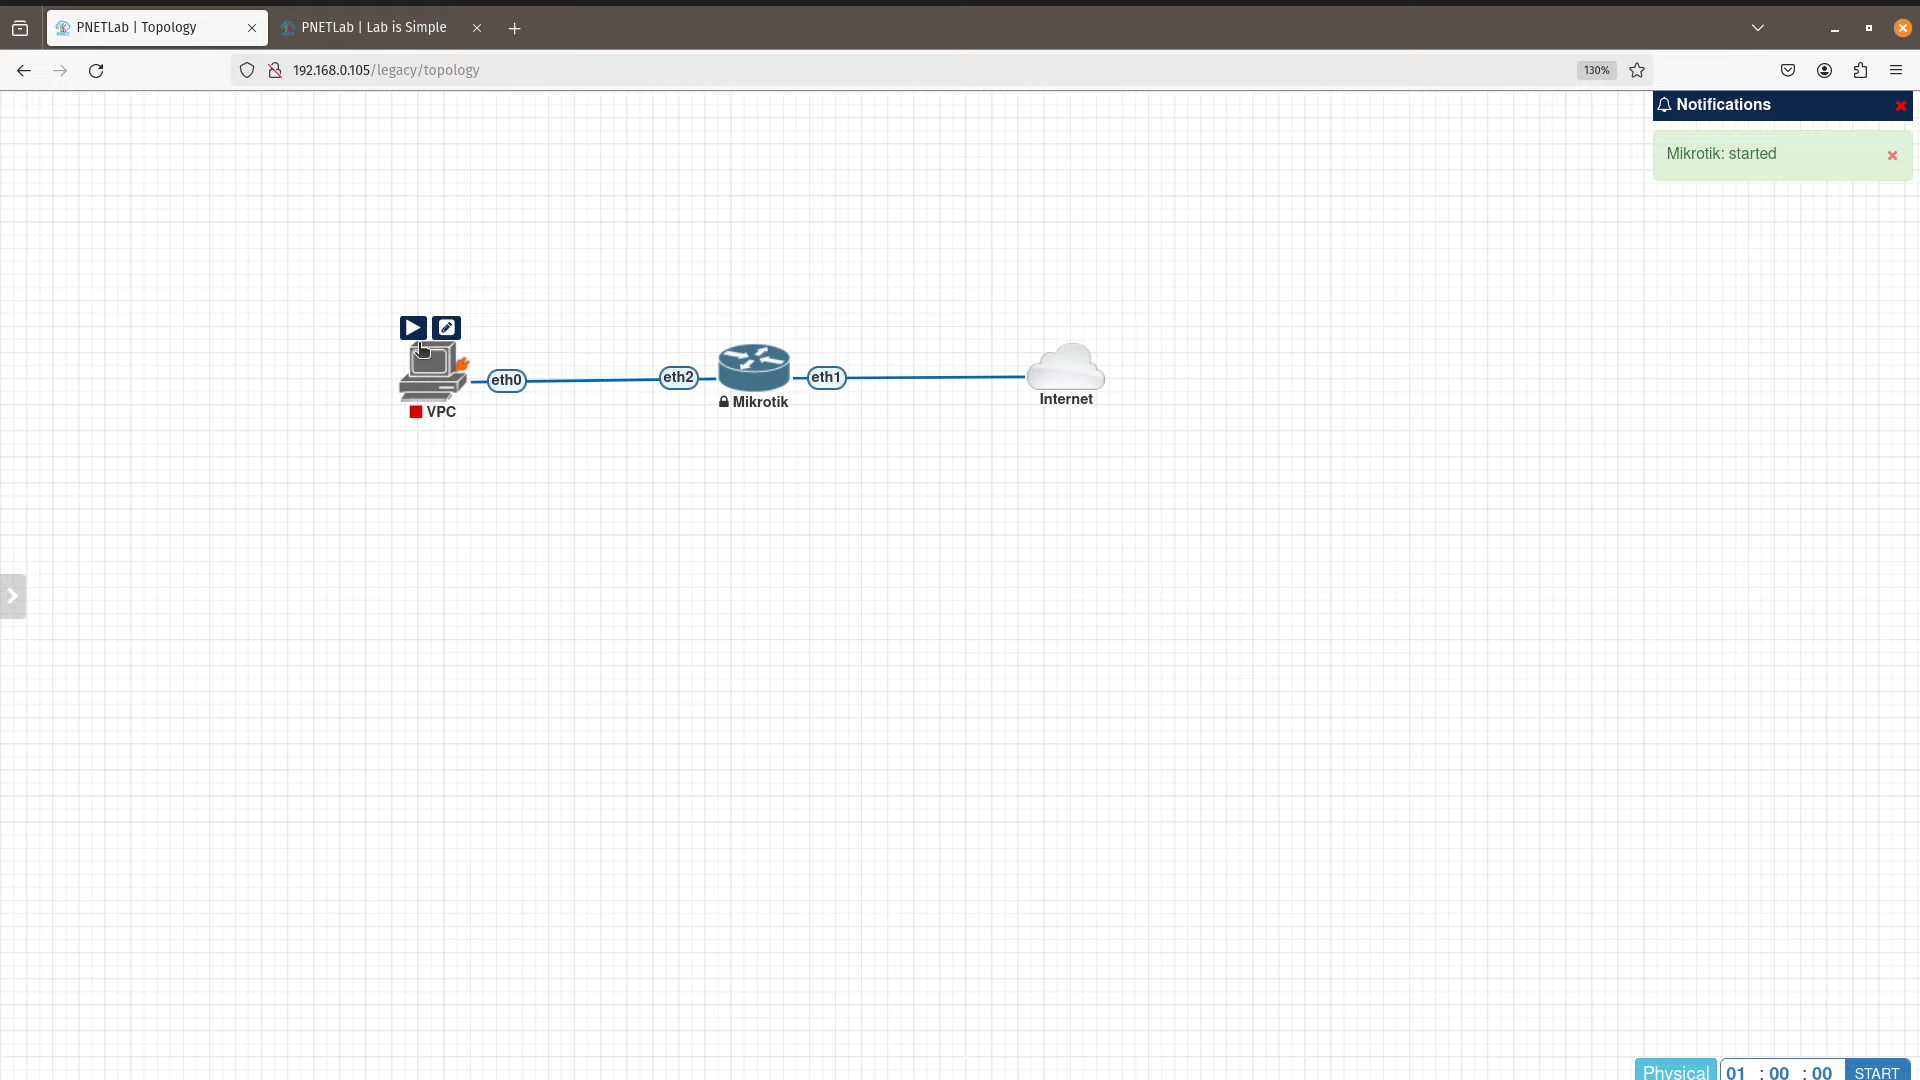 PNETLab | Topology
PNETLab | Lab is Simple
192.168.0.105/legacy/topology
130%
Notifications
Mikrotik: started
eth0
eth2
eth1
VPC
Mikrotik
Internet
Physical
01 : 00 : 00
START